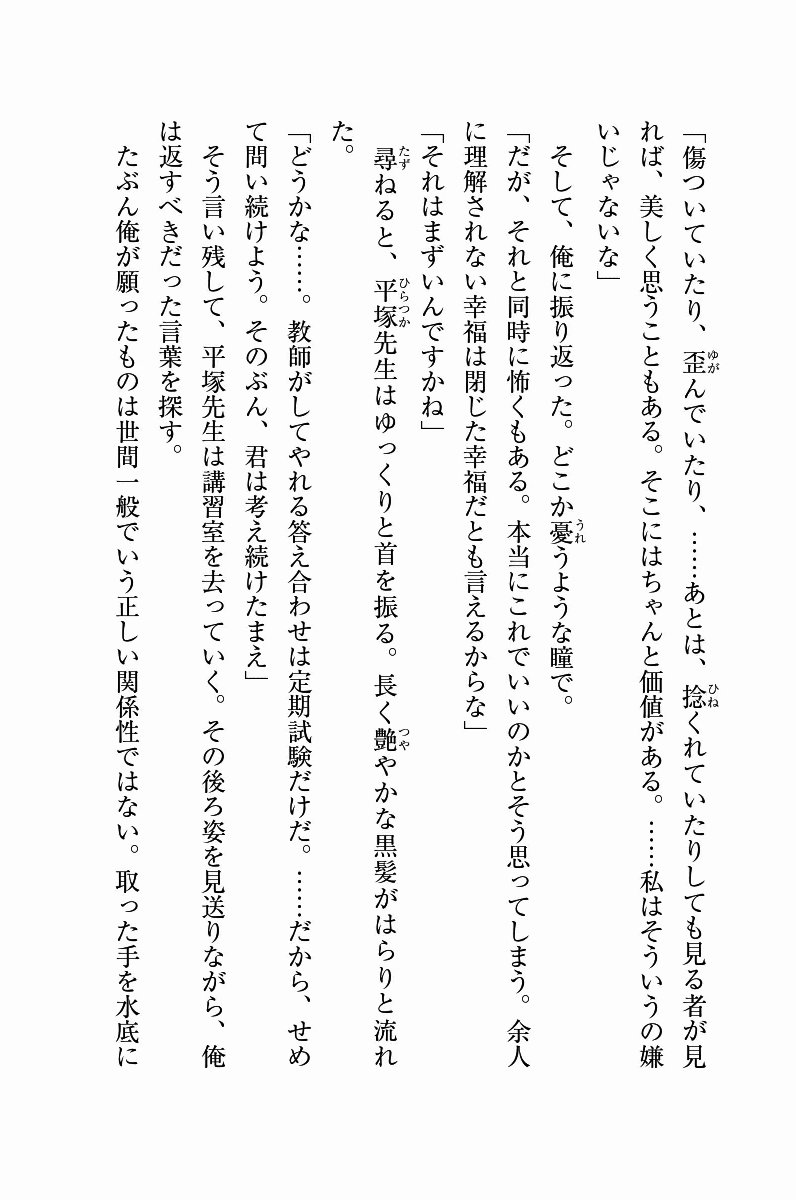 「傷ついていたり、歪んでいたり、……あとは、捻くれていたりしても見る者が見
れば、美しく思うこともある。そこにはちゃんと価値がある。……私はそういうの嫌
いじゃないな」
そして、俺に振り返った。どこか憂うような瞳で。
「だが、それと同時に怖くもある。本当にこれでいいのかとそう思ってしまう。余人
に理解されない幸福は閉じた幸福だとも言えるからな」
「それはまずいんですかね」
尋ねると、平塚先生はゆっくりと首を振る。長く艶やかな黒髪がはらりと流れ
た。
「どうかな……。教師がしてやれる答え合わせは定期試験だけだ。……だから、せめ
て問い続けよう。そのぶん、君は考え続けたまえ」
そう言い残して、平塚先生は講習室を去っていく。その後ろ姿を見送りながら、俺
は返すべきだった言葉を探す。
たぶん俺が願ったものは世間一般でいう正しい関係性ではない。取った手を水底に